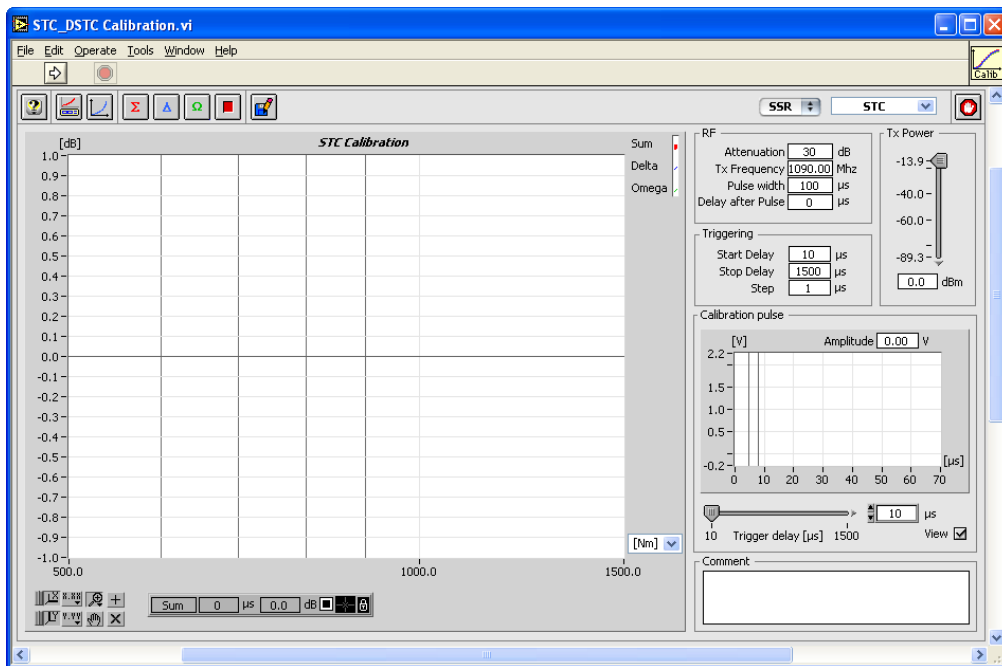 STC_DSTC Calibration.vi
File Edit Operate Tools Window Help
Calib
? Σ Δ Ω SSR STC
[dB] STC Calibration
Sum
Delta
Omega
1.0
0.9
0.8
0.7
0.6
0.5
0.4
0.3
0.2
0.1
0.0
-0.1
-0.2
-0.3
-0.4
-0.5
-0.6
-0.7
-0.8
-0.9
-1.0
500.0 1000.0 1500.0
[Nm]
Sum 0 µs 0.0 dB
RF
Attenuation 30 dB
Tx Frequency 1090.00 Mhz
Pulse width 100 µs
Delay after Pulse 0 µs
Triggering
Start Delay 10 µs
Stop Delay 1500 µs
Step 1 µs
Tx Power
-13.9
-40.0
-60.0
-89.3
0.0 dBm
Calibration pulse
[V] Amplitude 0.00 V
2.2
1.5
1.0
0.5
-0.2
0 10 20 30 40 50 60 70 [µs]
10 µs
10 Trigger delay [µs] 1500 View
Comment